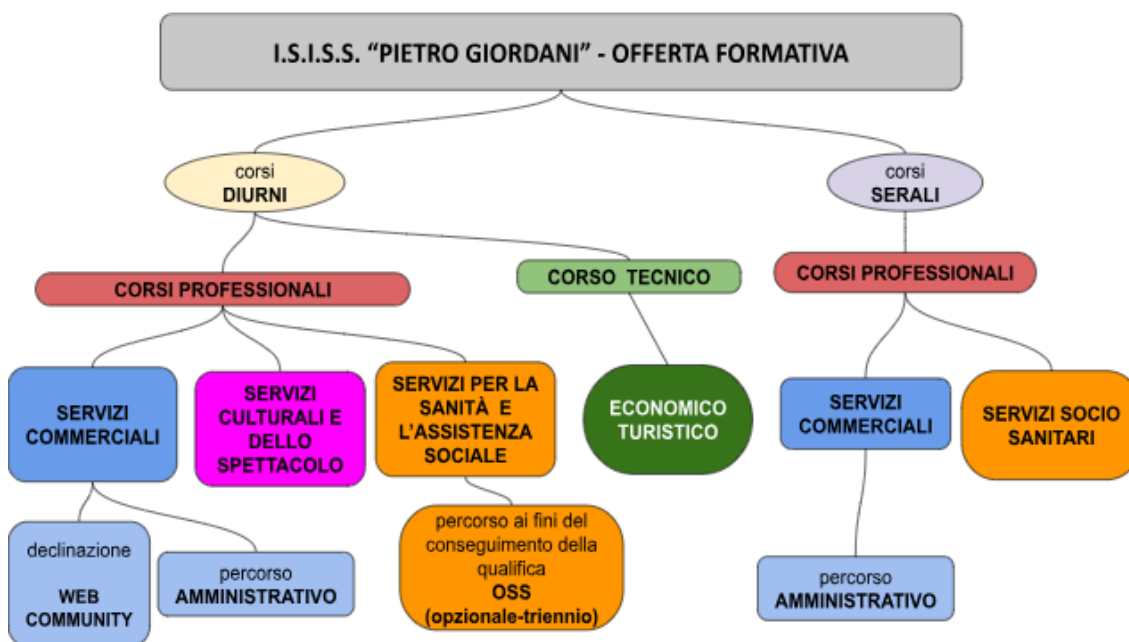 I.S.I.S.S. “PIETRO GIORDANI” - OFFERTA FORMATIVA
corsi
DIURNI
corsi
SERALI
CORSI PROFESSIONALI
CORSO TECNICO
CORSI PROFESSIONALI
SERVIZI
COMMERCIALI
SERVIZI
CULTURALI E
DELLO
SPETTACOLO
SERVIZI PER LA
SANITÀ E
L’ASSISTENZA
SOCIALE
ECONOMICO
TURISTICO
SERVIZI
COMMERCIALI
SERVIZI SOCIO
SANITARI
declinazione
WEB
COMMUNITY
percorso
AMMINISTRATIVO
percorso ai fini del
conseguimento della
qualifica
OSS
(opzionale-triennio)
percorso
AMMINISTRATIVO